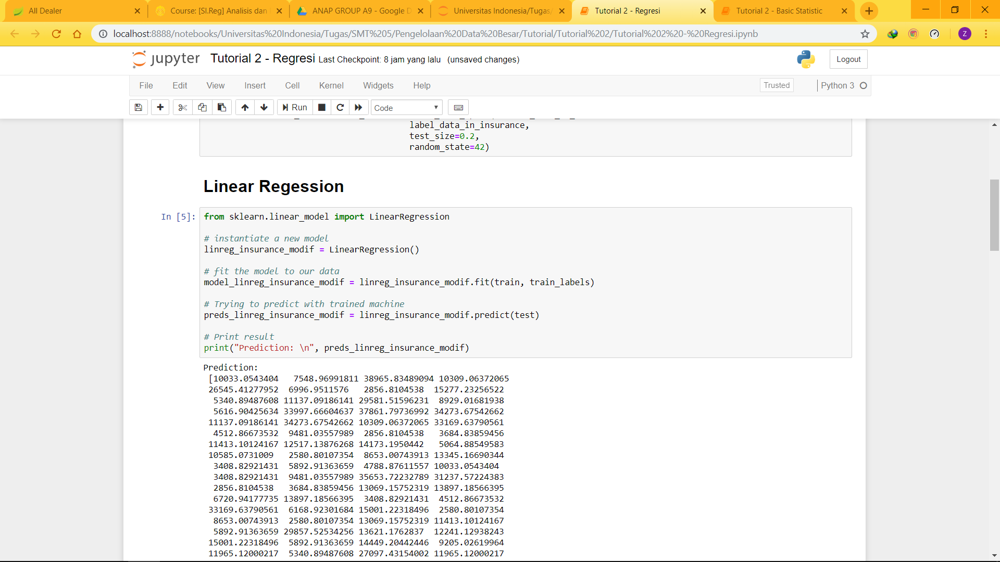 All Dealer
Course: [SI.Reg] Analisis dan
ANAP GROUP A9 - Google D
Universitas Indonesia/Tugas/
Tutorial 2 - Regresi
Tutorial 2 - Basic Statistic
localhost:8888/notebooks/Universitas%20Indonesia/Tugas/SMT%205/Pengelolaan%20Data%20Besar/Tutorial/Tutorial%202/Tutorial%202%20-%20Regresi.ipynb
Z
jupyter Tutorial 2 - Regresi Last Checkpoint: 8 jam yang lalu (unsaved changes)
Logout
File Edit View Insert Cell Kernel Widgets Help
Trusted
Python 3
Run
Code
label_data_in_insurance,
test_size=0.2,
random_state=42)
Linear Regession
In [5]:
from sklearn.linear_model import LinearRegression
# instantiate a new model
linreg_insurance_modif = LinearRegression()
# fit the model to our data
model_linreg_insurance_modif = linreg_insurance_modif.fit(train, train_labels)
# Trying to predict with trained machine
preds_linreg_insurance_modif = linreg_insurance_modif.predict(test)
# Print result
print("Prediction: \n", preds_linreg_insurance_modif)
Prediction:
[10033.0543404 7548.96991811 38965.83489094 10309.06372065
26545.41277952 6996.9511576 2856.8104538 15277.23256522
5340.89487608 11137.09186141 29581.51596231 8929.01681938
5616.90425634 33997.66604637 37861.79736992 34273.67542662
11137.09186141 34273.67542662 10309.06372065 33169.63790561
4512.86673532 9481.03557989 2856.8104538 3684.83859456
11413.10124167 12517.13876268 14173.1950442 5064.88549583
10585.0731009 2580.80107354 8653.00743913 13345.16690344
3408.82921431 5892.91363659 4788.87611557 10033.0543404
3408.82921431 9481.03557989 35653.72232789 31237.57224383
2856.8104538 3684.83859456 13069.15752319 13897.18566395
6720.94177735 13897.18566395 3408.82921431 4512.86673532
33169.63790561 6168.92301684 15001.22318496 2580.80107354
8653.00743913 2580.80107354 13069.15752319 11413.10124167
5892.91363659 29857.52534256 13621.1762837 12241.12938243
15001.22318496 5892.91363659 14449.20442446 9205.02619964
11965.12000217 5340.89487608 27097.43154002 11965.12000217